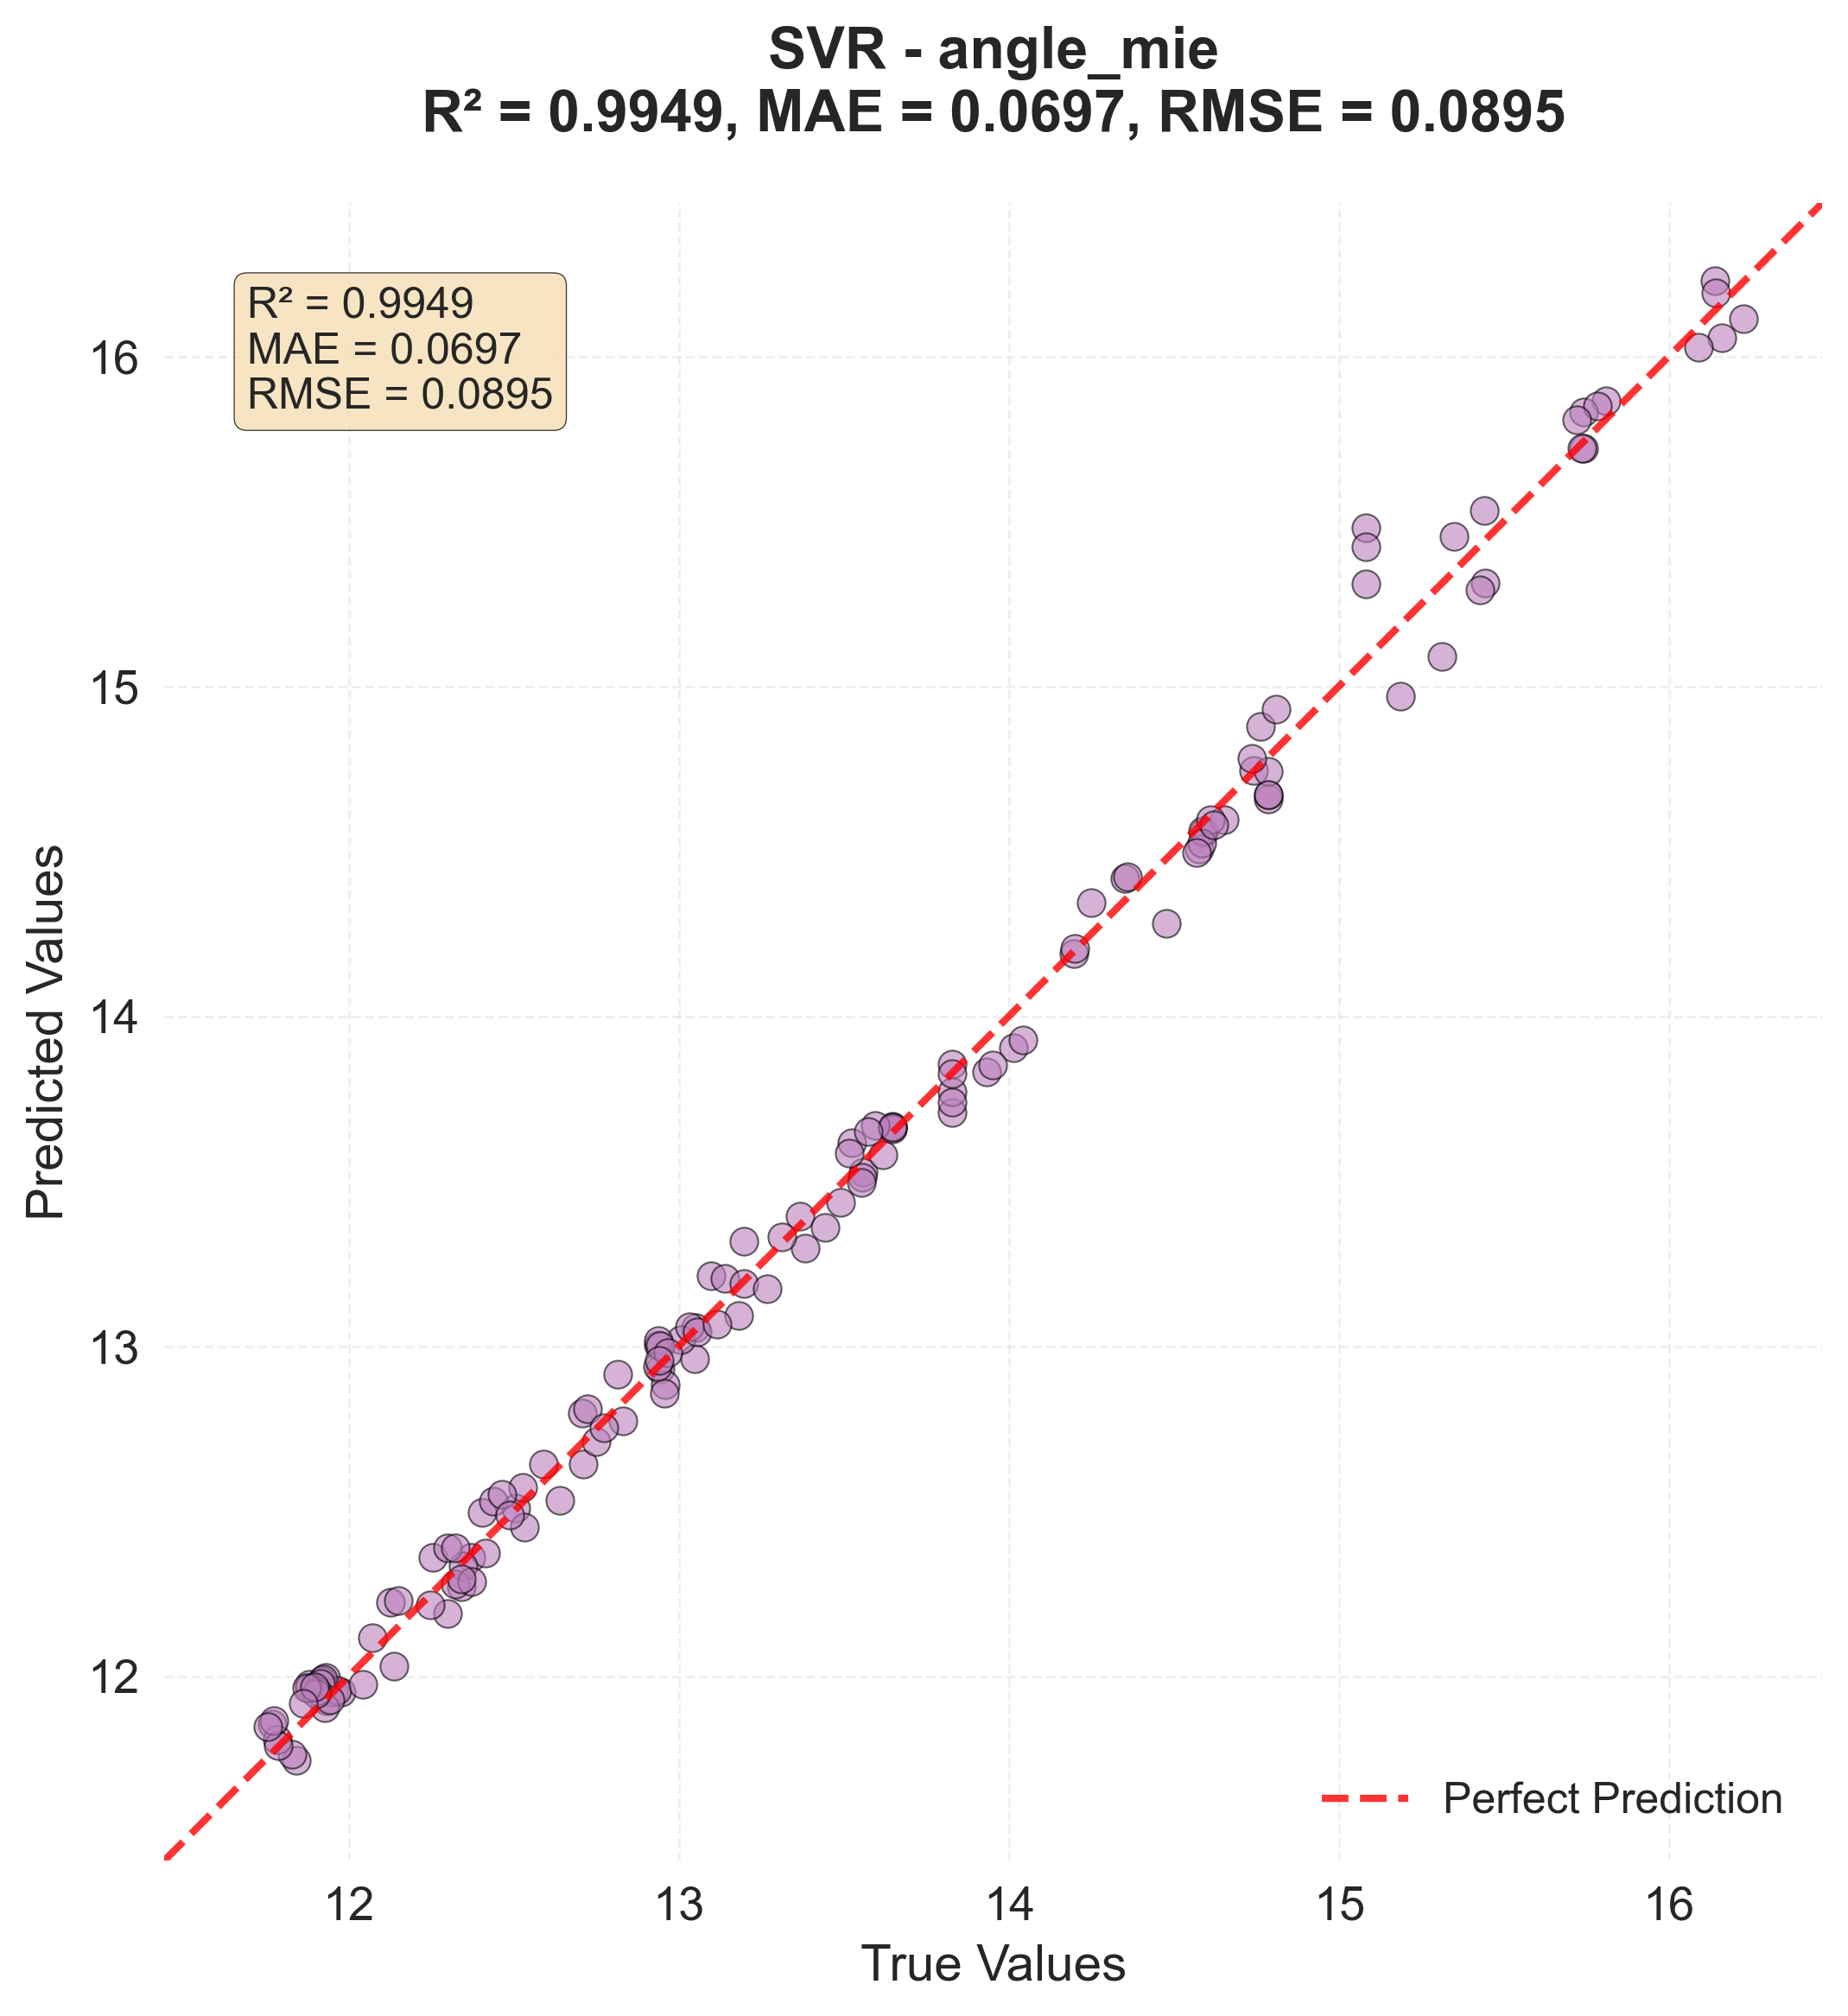 SVR - angle_mie
R² = 0.9949, MAE = 0.0697, RMSE = 0.0895
R² = 0.9949
MAE = 0.0697
RMSE = 0.0895
16
15
14
13
12
Predicted Values
Perfect Prediction
12 13 14 15 16
True Values